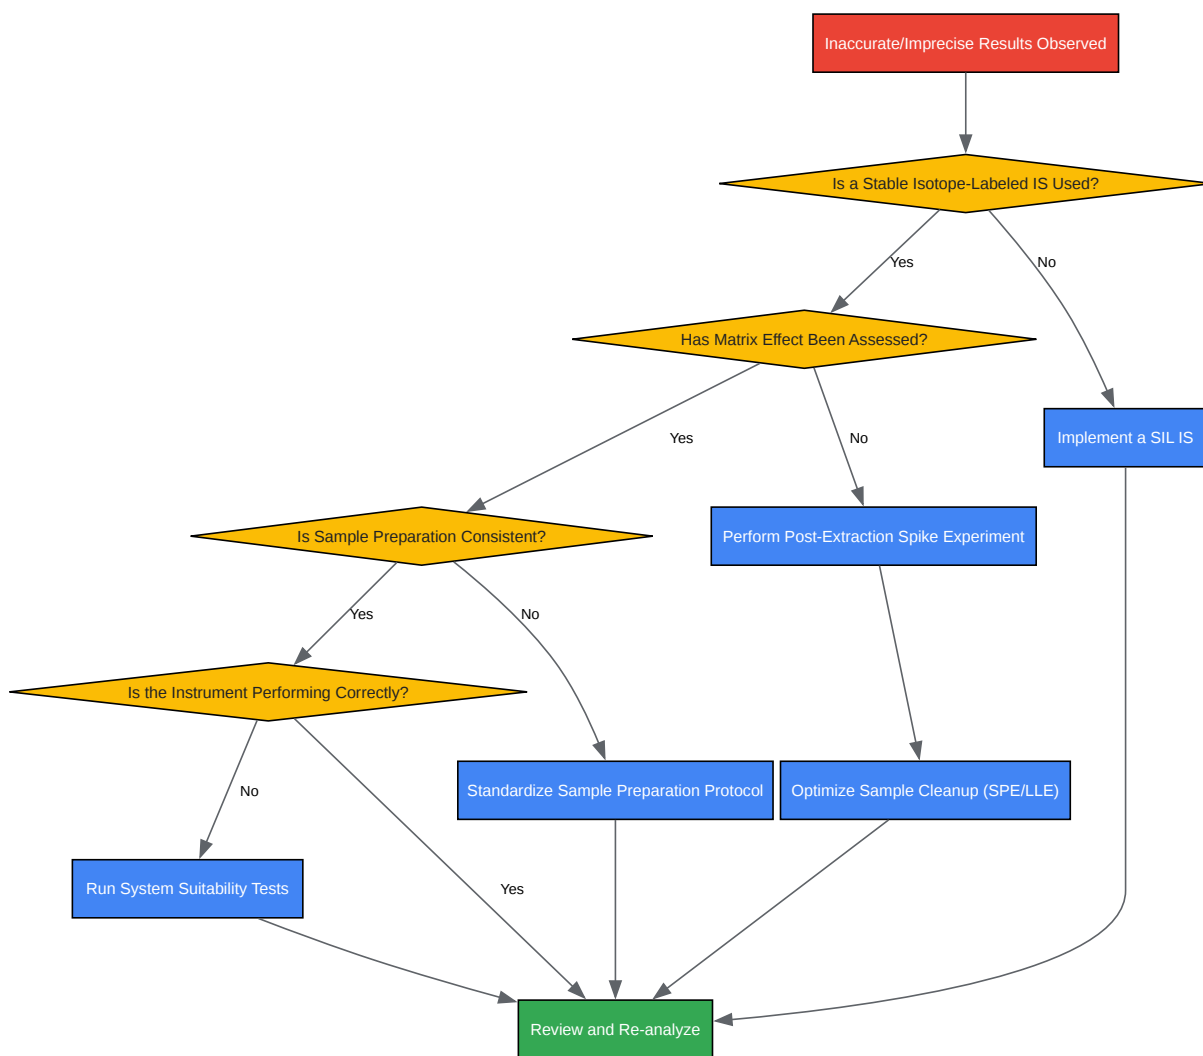 Inaccurate/Imprecise Results Observed
Is a Stable Isotope-Labeled IS Used?
Yes
No
Has Matrix Effect Been Assessed?
Implement a SIL IS
Yes
No
Is Sample Preparation Consistent?
Perform Post-Extraction Spike Experiment
Yes
No
Is the Instrument Performing Correctly?
Standardize Sample Preparation Protocol
Optimize Sample Cleanup (SPE/LLE)
No
Yes
Run System Suitability Tests
Review and Re-analyze